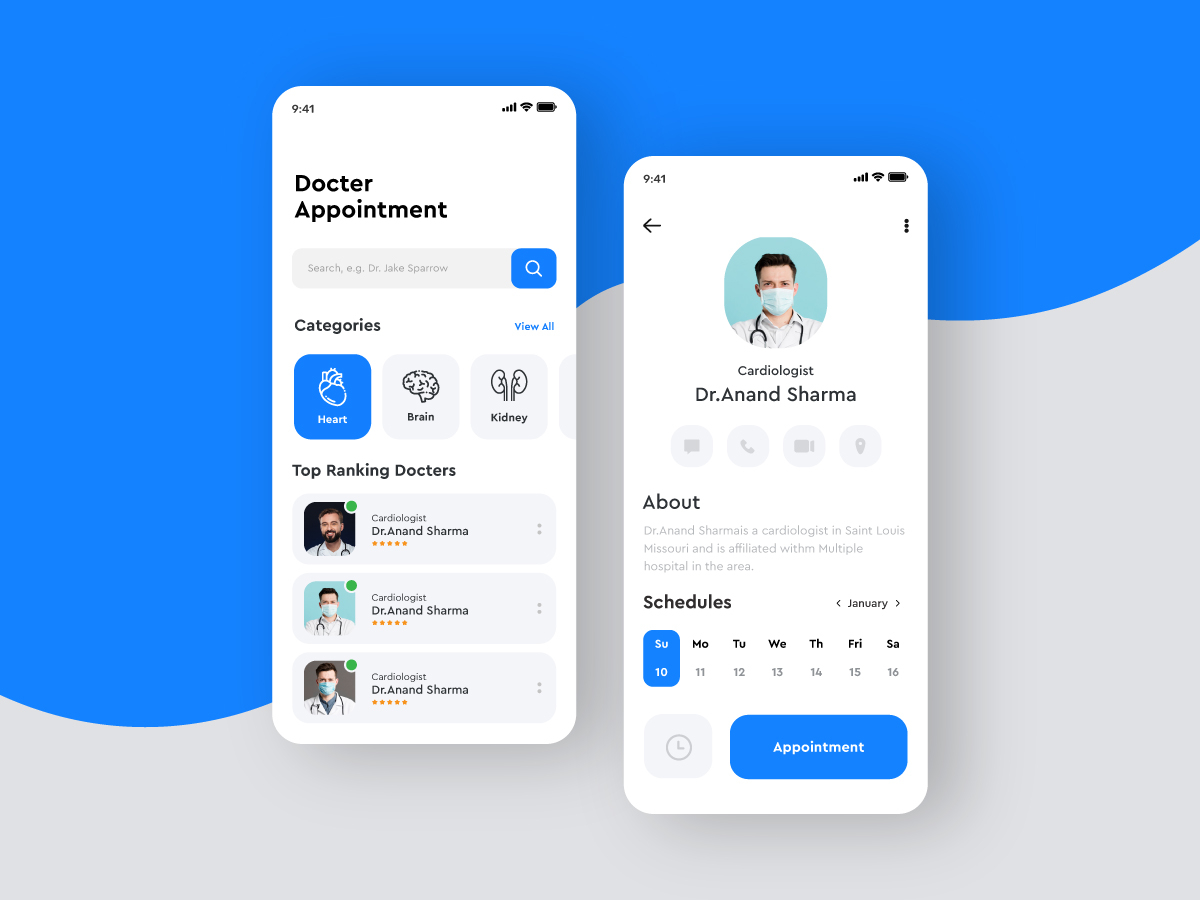 9:41
Docter
Appointment
Search, e.g. Dr. Jake Sparrow
Categories
View All
Heart
Brain
Kidney
Top Ranking Docters
Cardiologist
Dr.Anand Sharma
Cardiologist
Dr.Anand Sharma
Cardiologist
Dr.Anand Sharma
9:41
Cardiologist
Dr.Anand Sharma
About
Dr.Anand Sharmais a cardiologist in Saint Louis
Missouri and is affiliated withm Multiple
hospital in the area.
Schedules
‹ January ›
Su Mo Tu We Th Fri Sa
10 11 12 13 14 15 16
Appointment